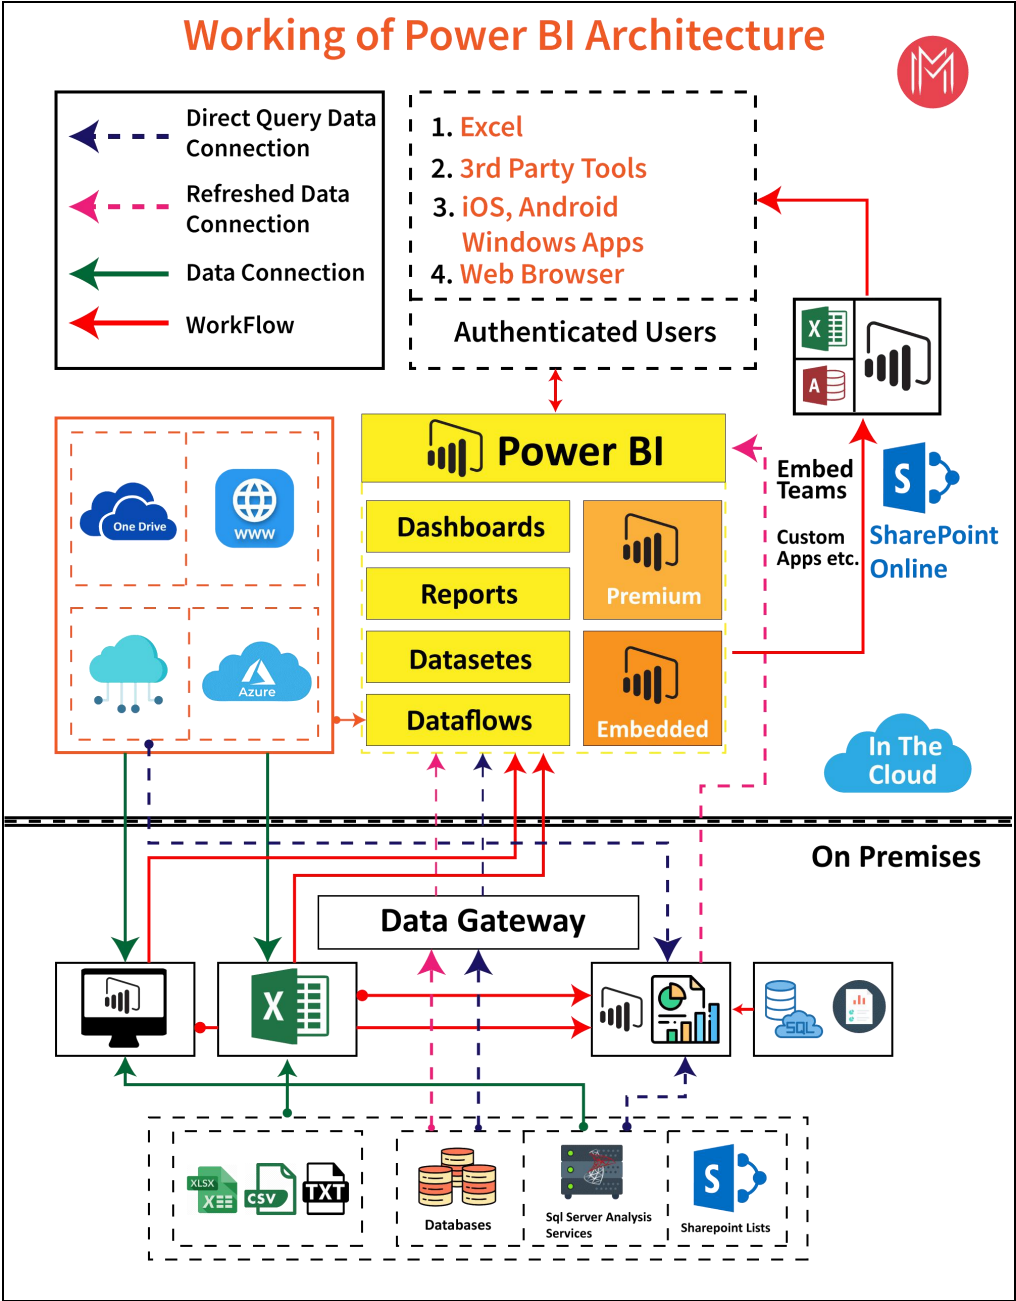 Working of Power BI Architecture
Direct Query Data
Connection
Refreshed Data
Connection
Data Connection
WorkFlow
1. Excel
2. 3rd Party Tools
3. iOS, Android
Windows Apps
4. Web Browser
Authenticated Users
X
A
Power BI
Embed
Teams
Custom
Apps etc.
S
SharePoint
Online
One Drive
WWW
Azure
Dashboards
Reports
Datasetes
Dataflows
Premium
Embedded
In The
Cloud
On Premises
Data Gateway
X
SQL
XLSX
X
CSV
TXT
Databases
Sql Server Analysis
Services
S
Sharepoint Lists